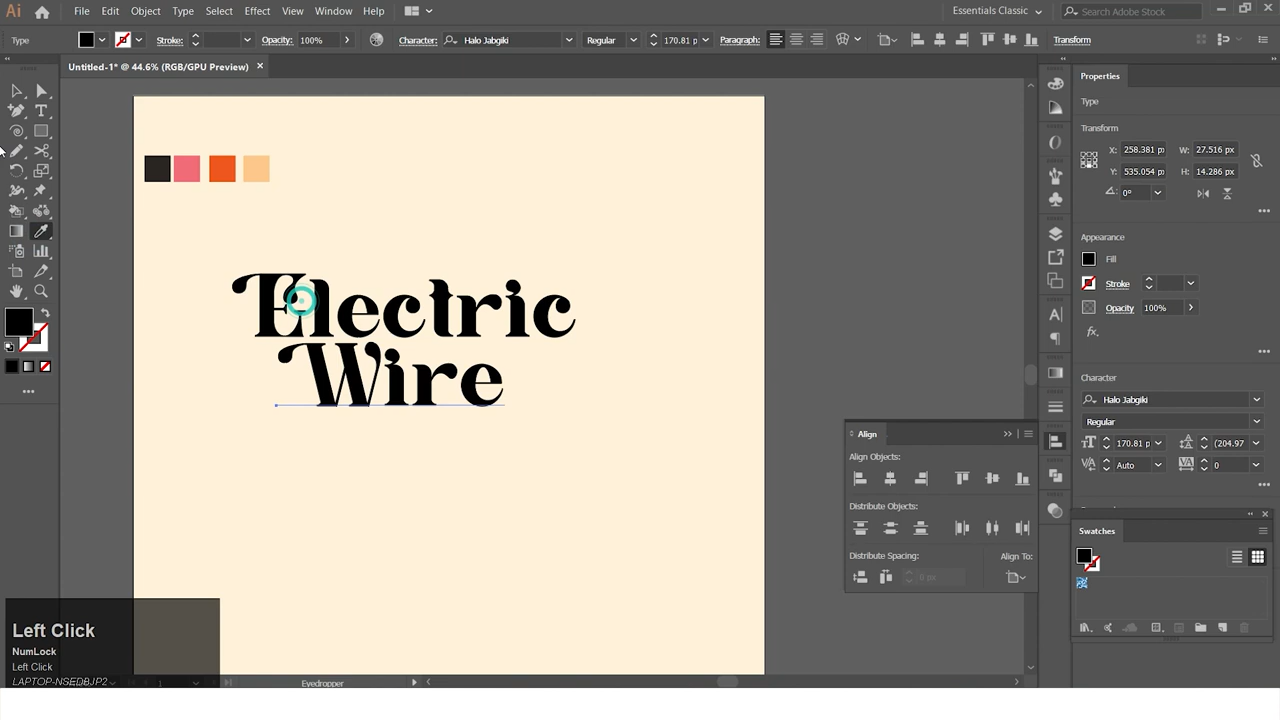 Ai File Edit Object Type Select Effect View Window Help Essentials Classic Search Adobe Stock
Type Stroke: Opacity: 100% Character: Halo Jabgiki Regular 170.81 p Paragraph: Transform
Untitled-1* @ 44.6% (RGB/GPU Preview)
Properties
Type
Transform
X: 258.381 p W: 27.516 px
Y: 535.054 p H: 14.286 px
0°
Appearance
Fill
Stroke
Opacity 100%
fx.
Character
Halo Jabgiki
Regular
170.81 p (204.97
Auto 0
Electric
Wire
Align
Align Objects:
Distribute Objects:
Distribute Spacing: Align To:
0 px
Swatches
Left Click
NumLock
Left Click
LAPTOP-NSEDBJP2
1 Eyedropper